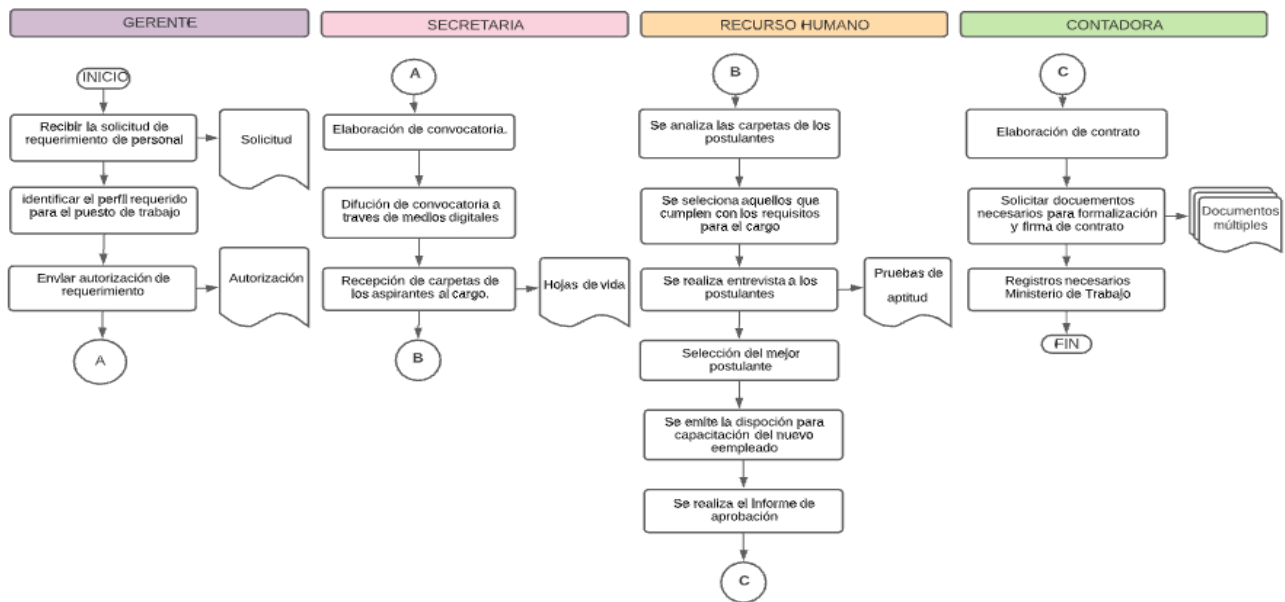 GERENTE
INICIO
Recibir la solicitud de
requerimiento de personal
Solicitud
identificar el perfil requerido
para el puesto de trabajo
Enviar autorización de
requerimiento
Autorización
A
SECRETARIA
A
Elaboración de convocatoria.
Difución de convocatoria a
traves de medios digitales
Recepción de carpetas de
los aspirantes al cargo.
Hojas de vida
B
RECURSO HUMANO
B
Se analiza las carpetas de los
postulantes
Se seleciona aquellos que
cumplen con los requisitos
para el cargo
Se realiza entrevista a los
postulantes
Pruebas de
aptitud
Selección del mejor
postulante
Se emite la dispoción para
capacitación del nuevo
eempleado
Se realiza el informe de
aprobación
C
CONTADORA
C
Elaboración de contrato
Solicitar docuementos
necesarios para formalización
y firma de contrato
Documentos
múltiples
Registros necesarios
Ministerio de Trabajo
FIN